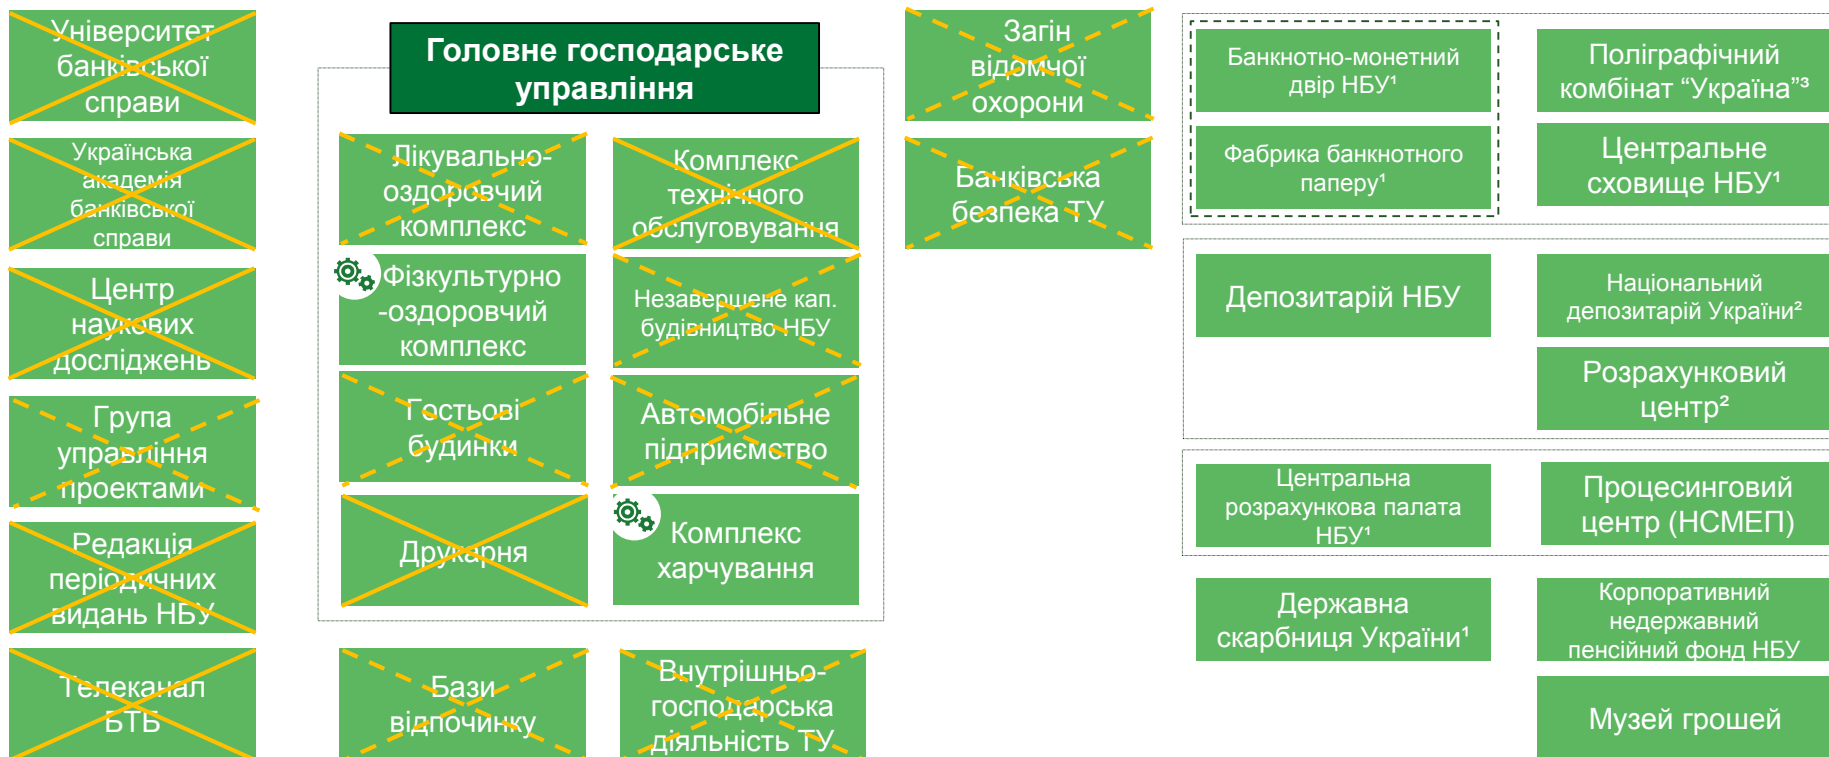 Університет
банківської
справи
Українська
академія
банківської
справи
Центр
наукових
досліджень
Група
управління
проектами
Редакція
періодичних
видань НБУ
Телеканал
БТБ
Головне господарське
управління
Лікувально-
оздоровчий
комплекс
Комплекс
технічного
обслуговування
Фізкультурно
-оздоровчий
комплекс
Незавершене кап.
будівництво НБУ
Гостьові
будинки
Автомобільне
підприємство
Друкарня
Комплекс
харчування
Бази
відпочинку
Внутрішньо-
господарська
діяльність ТУ
Загін
відомчої
охорони
Банківська
безпека ТУ
Банкнотно-монетний
двір НБУ¹
Поліграфічний
комбінат “Україна”³
Фабрика банкнотного
паперу¹
Центральне
сховище НБУ¹
Депозитарій НБУ
Національний
депозитарій України²
Розрахунковий
центр²
Центральна
розрахункова палата
НБУ¹
Процесинговий
центр (НСМЕП)
Державна
скарбниця України¹
Корпоративний
недержавний
пенсійний фонд НБУ
Музей грошей